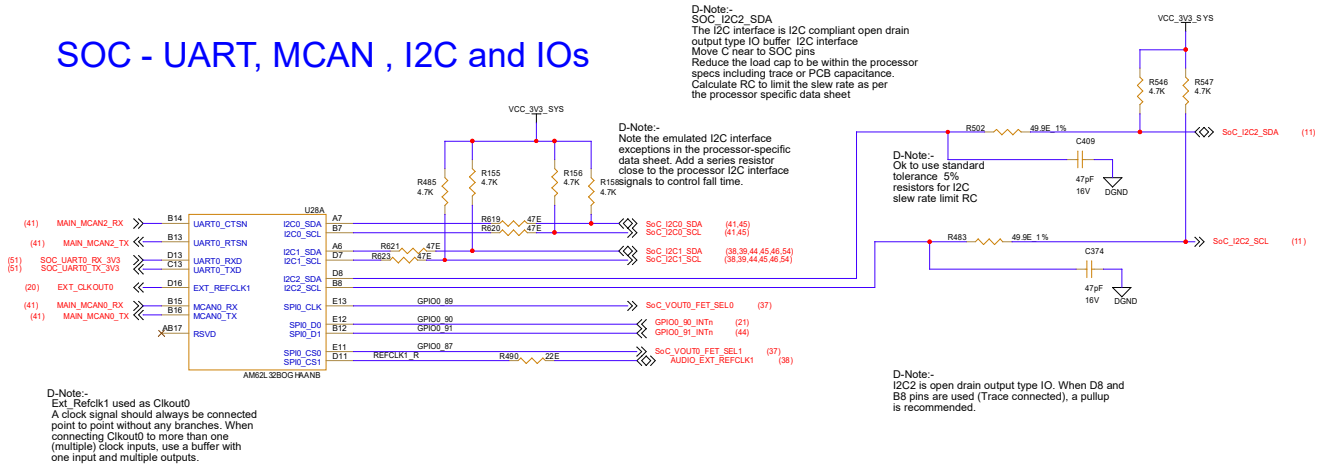 SOC - UART, MCAN , I2C and IOs
D-Note:-
SOC_I2C2_SDA
The I2C interface is I2C compliant open drain
output type IO buffer  I2C interface
Move C near to SOC pins
Reduce the load cap to be within the processor
specs including trace or PCB capacitance.
Calculate RC to limit the slew rate as per
the processor specific data sheet
VCC_3V3_SYS
R546
4.7K
R547
4.7K
VCC_3V3_SYS
D-Note:-
Note the emulated I2C interface
exceptions in the processor-specific
data sheet. Add a series resistor
close to the processor I2C interface
signals to control fall time.
R485
4.7K
R155
4.7K
R156
4.7K
R158
4.7K
R502
49.9E_1%
SoC_I2C2_SDA
(11)
C409
47pF
16V
DGND
D-Note:-
Ok to use standard
tolerance  5%
resistors for I2C
slew rate limit RC
R483
49.9E_1%
SoC_I2C2_SCL
(11)
C374
47pF
16V
DGND
U28A
(41) MAIN_MCAN2_RX B14 UART0_CTSN
(41) MAIN_MCAN2_TX B13 UART0_RTSN
(51) SOC_UART0_RX_3V3 D13 UART0_RXD
(51) SOC_UART0_TX_3V3 C13 UART0_TXD
(20) EXT_CLKOUT0 D16 EXT_REFCLK1
(41) MAIN_MCAN0_RX B15 MCAN0_RX
(41) MAIN_MCAN0_TX B16 MCAN0_TX
AB17 RSVD
I2C0_SDA A7 R619 47E SoC_I2C0_SDA (41,45)
I2C0_SCL B7 R620 47E SoC_I2C0_SCL (41,45)
I2C1_SDA A6 R621 47E SoC_I2C1_SDA (38,39,44,45,46,54)
I2C1_SCL D7 R623 47E SoC_I2C1_SCL (38,39,44,45,46,54)
I2C2_SDA D8
I2C2_SCL B8
SPI0_CLK E13 GPIO0_89 SoC_VOUT0_FET_SEL0 (37)
SPI0_D0 E12 GPIO0_90 GPIO0_90_INTn (21)
SPI0_D1 B12 GPIO0_91 GPIO0_91_INTn (44)
SPI0_CS0 E11 GPIO0_87 SoC_VOUT0_FET_SEL1 (37)
SPI0_CS1 D11 REFCLK1_R R490 22E AUDIO_EXT_REFCLK1 (38)
AM62L32BOGHAANB
D-Note:-
Ext_Refclk1 used as Clkout0
A clock signal should always be connected
point to point without any branches. When
connecting Clkout0 to more than one
(multiple) clock inputs, use a buffer with
one input and multiple outputs.
D-Note:-
I2C2 is open drain output type IO. When D8 and
B8 pins are used (Trace connected), a pullup
is recommended.